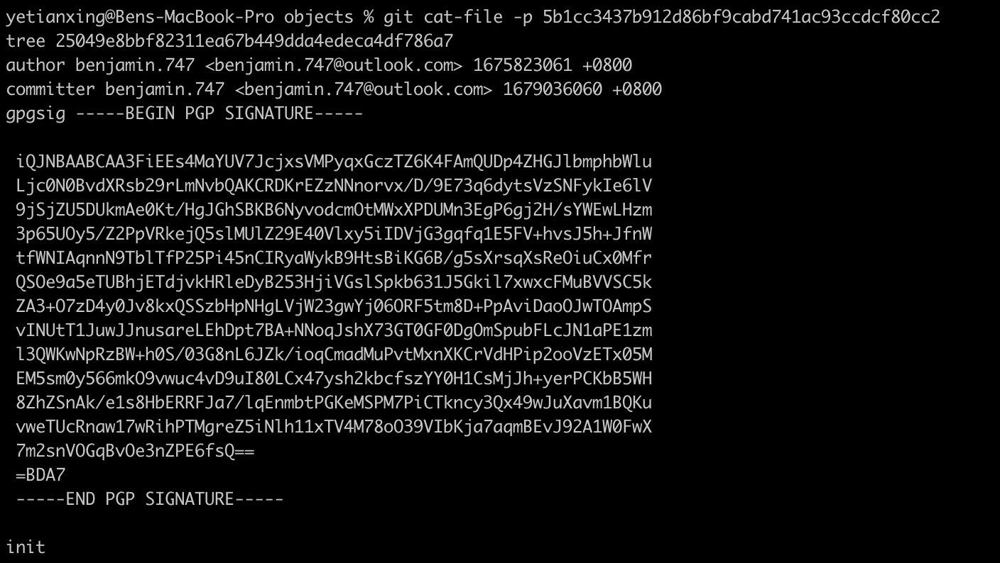 yetianxing@Bens-MacBook-Pro objects % git cat-file -p 5b1cc3437b912d86bf9cabd741ac93ccdcf80cc2
tree 25049e8bbf82311ea67b449dda4edeca4df786a7
author benjamin.747 <benjamin.747@outlook.com> 1675823061 +0800
committer benjamin.747 <benjamin.747@outlook.com> 1679036060 +0800
gpgsig -----BEGIN PGP SIGNATURE-----
iQJNBAABCAA3FiEEs4MaYUV7JcjxsVMPyqxGczTZ6K4FAmQUDp4ZHGJlbmphbWlu
Ljc0N0BvdXRsb29rLmNvbQAKCRDKrEZzNNnorvx/D/9E73q6dytsVzSNFykIe6lV
9jSjZU5DUkmAe0Kt/HgJGhSBKB6NyvodcmOtMWxXPDUMn3EgP6gj2H/sYWEwLHzm
3p65UOy5/Z2PpVRkejQ5slMUlZ29E40Vlxy5iIDVjG3gqfq1E5FV+hvsJ5h+JfnW
tfWNIAqnnN9TblTfP25Pi45nCIRyaWykB9HtsBiKG6B/g5sXrsqXsReOiuCx0Mfr
QSOe9a5eTUBhjETdjvkHRleDyB253HjiVGslSpkb631J5Gkil7xwxcFMuBVVSC5k
ZA3+O7zD4y0Jv8kxQSSzbHpNHgLVjW23gwYj06ORF5tm8D+PpAviDaoOJwTOAmpS
vINUtT1JuwJJnusareLEhDpt7BA+NNoqJshX73GT0GF0DgOmSpubFLcJN1aPE1zm
l3QWKwNpRzBW+h0S/03G8nL6JZk/ioqCmadMuPvtMxnXKCrVdHPip2ooVzETx05M
EM5sm0y566mkO9vwuc4vD9uI80LCx47ysh2kbcfszYY0H1CsMjJh+yerPCKbB5WH
8ZhZSnAk/e1s8HbERRFJa7/lqEnmbtPGKeMSPM7PiCTkncy3Qx49wJuXavm1BQKu
vweTUcRnaw17wRihPTMgreZ5iNlh11xTV4M78oO39VIbKja7aqmBEvJ92A1W0FwX
7m2snVOGqBvOe3nZPE6fsQ==
=BDA7
-----END PGP SIGNATURE-----
init